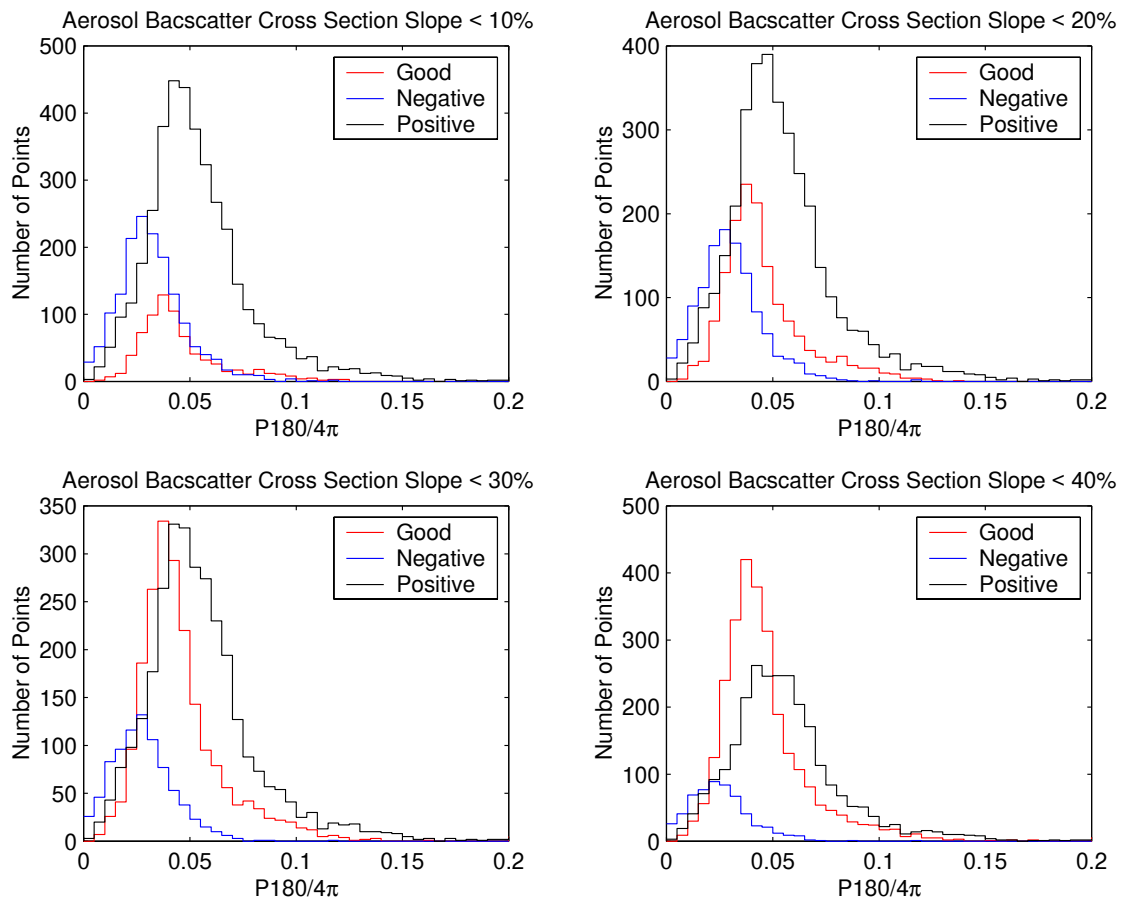 Aerosol Bacscatter Cross Section Slope < 10%
500
400
300
200
100
0
Number of Points
Good
Negative
Positive
0 0.05 0.1 0.15 0.2
P180/4π
Aerosol Bacscatter Cross Section Slope < 20%
400
300
200
100
0
Number of Points
Good
Negative
Positive
0 0.05 0.1 0.15 0.2
P180/4π
Aerosol Bacscatter Cross Section Slope < 30%
350
300
250
200
150
100
50
0
Number of Points
Good
Negative
Positive
0 0.05 0.1 0.15 0.2
P180/4π
Aerosol Bacscatter Cross Section Slope < 40%
500
400
300
200
100
0
Number of Points
Good
Negative
Positive
0 0.05 0.1 0.15 0.2
P180/4π